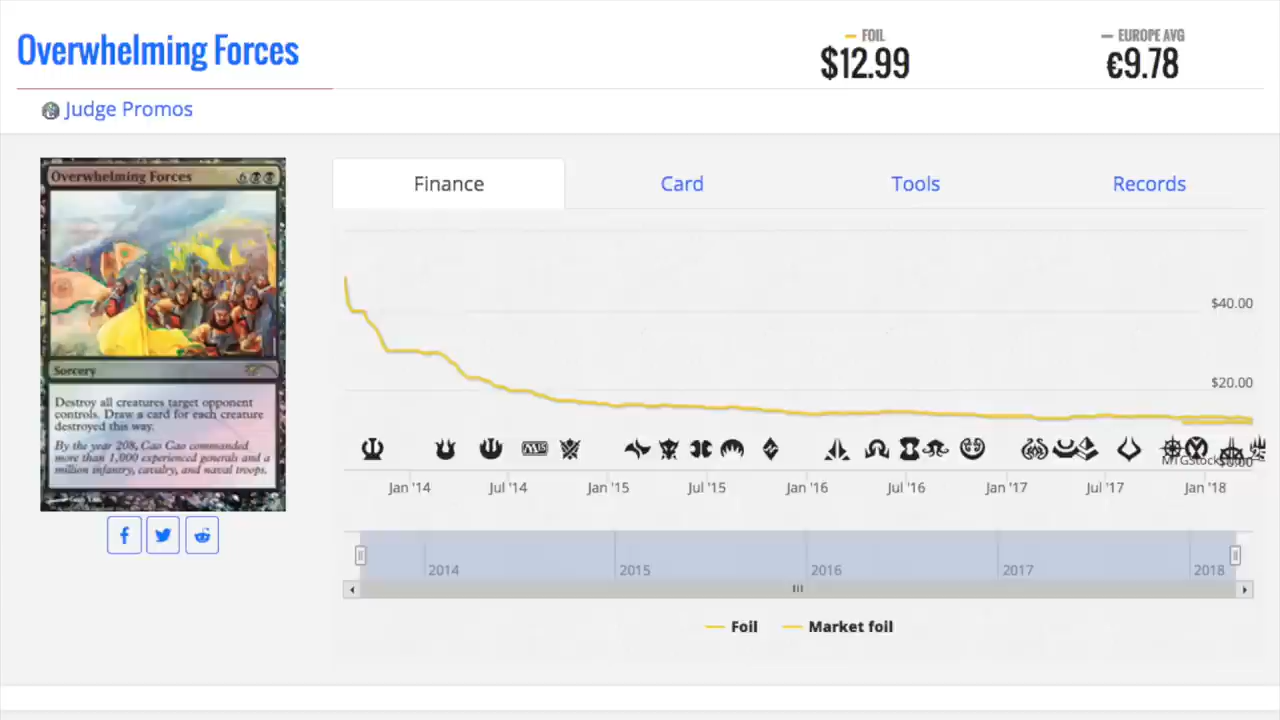 Overwhelming Forces
FOIL
$12.99
EUROPE AVG
€9.78
Judge Promos
Overwhelming Forces
6
Sorcery
Destroy all creatures target opponent
controls. Draw a card for each creature
destroyed this way.
By the year 208, Cao Cao commanded
more than 1,000 experienced generals and a
million infantry, cavalry, and naval troops.
Finance
Card
Tools
Records
$40.00
$20.00
$0.00
MTGStock
Jan '14
Jul '14
Jan '15
Jul '15
Jan '16
Jul '16
Jan '17
Jul '17
Jan '18
2014
2015
2016
2017
2018
Foil
Market foil